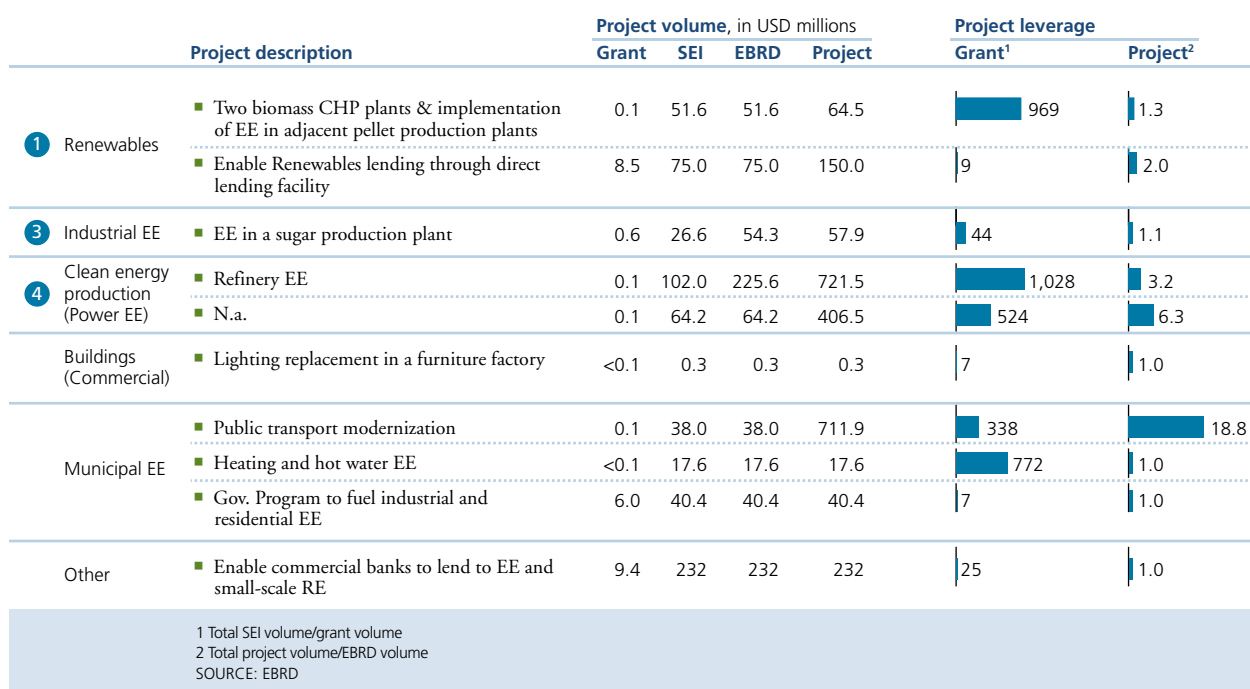 Project volume, in USD millions Project leverage
Project description Grant SEI EBRD Project Grant¹ Project²
Two biomass CHP plants & implementation 0.1 51.6 51.6 64.5 969 1.3
of EE in adjacent pellet production plants
1 Renewables
Enable Renewables lending through direct 8.5 75.0 75.0 150.0 9 2.0
lending facility
3 Industrial EE EE in a sugar production plant 0.6 26.6 54.3 57.9 44 1.1
Clean energy Refinery EE 0.1 102.0 225.6 721.5 1,028 3.2
4 production
(Power EE) N.a. 0.1 64.2 64.2 406.5 524 6.3
Buildings Lighting replacement in a furniture factory <0.1 0.3 0.3 0.3 7 1.0
(Commercial)
Public transport modernization 0.1 38.0 38.0 711.9 338 18.8
Municipal EE Heating and hot water EE <0.1 17.6 17.6 17.6 772 1.0
Gov. Program to fuel industrial and 6.0 40.4 40.4 40.4 7 1.0
residential EE
Other Enable commercial banks to lend to EE and 9.4 232 232 232 25 1.0
small-scale RE
1 Total SEI volume/grant volume
2 Total project volume/EBRD volume
SOURCE: EBRD